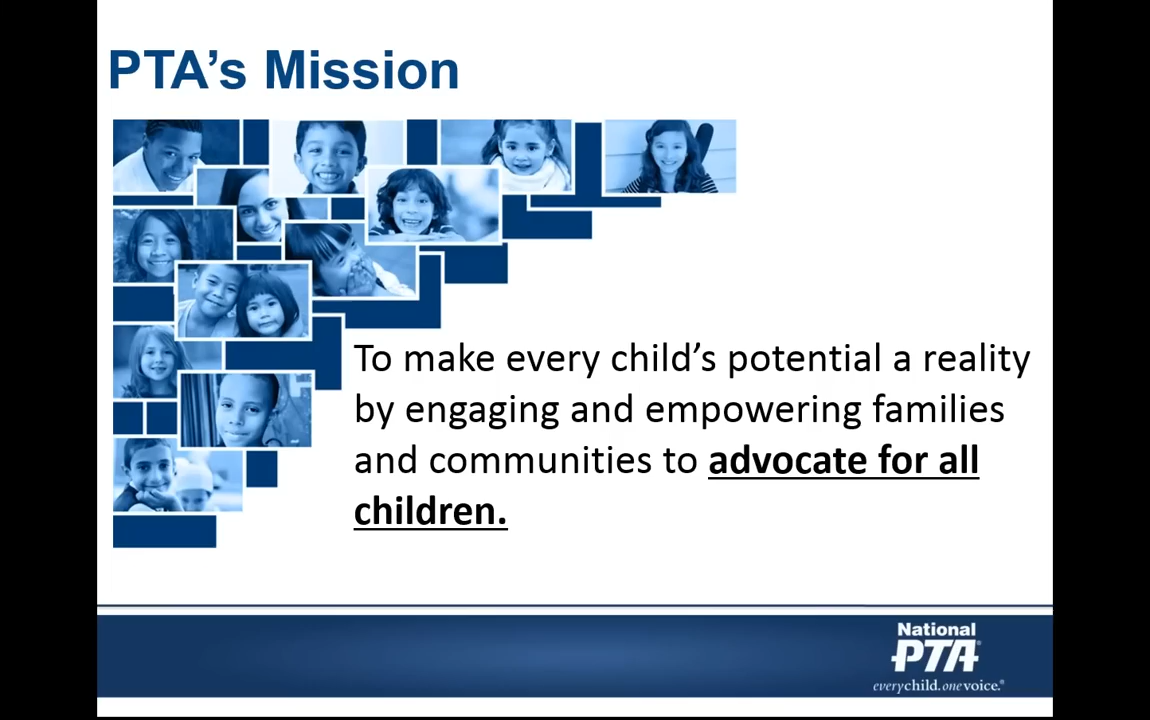 PTA’s Mission
To make every child’s potential a reality
by engaging and empowering families
and communities to advocate for all
children.
National
PTA®
everychild.onevoice.®